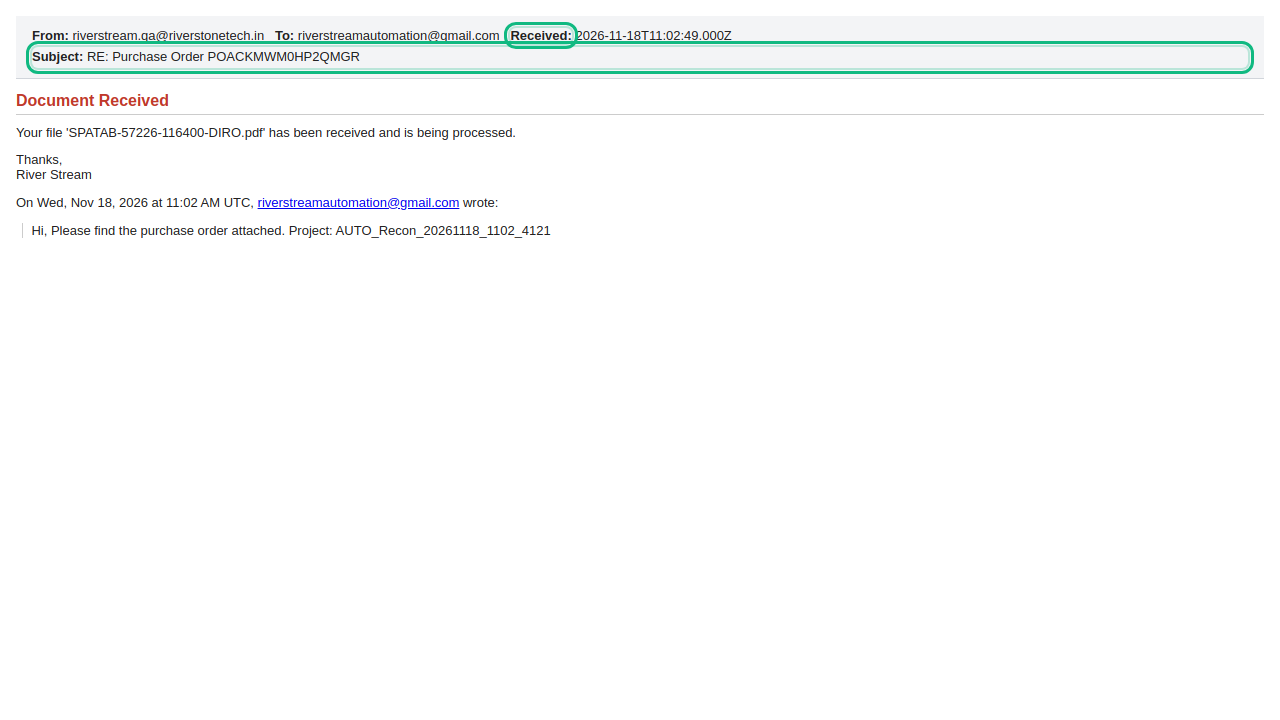 From: riverstream.qa@riverstonetech.in To: riverstreamautomation@gmail.com Received: 2026-11-18T11:02:49.000Z
Subject: RE: Purchase Order POACKMWM0HP2QMGR
Document Received
Your file 'SPATAB-57226-116400-DIRO.pdf' has been received and is being processed.
Thanks,
River Stream
On Wed, Nov 18, 2026 at 11:02 AM UTC, riverstreamautomation@gmail.com wrote:
Hi, Please find the purchase order attached. Project: AUTO_Recon_20261118_1102_4121